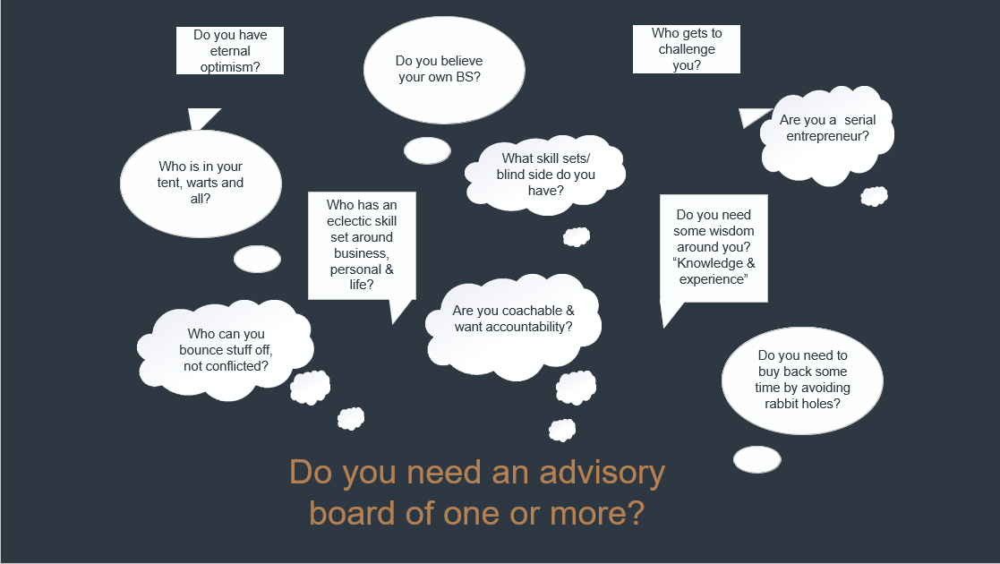 Do you have
eternal
optimism?
Do you believe
your own BS?
Who gets to
challenge
you?
Are you a  serial
entrepreneur?
Who is in your
tent, warts and
all?
What skill sets/
blind side do you
have?
Who has an
eclectic skill
set around
business,
personal &
life?
Do you need
some wisdom
around you?
“Knowledge &
experience”
Who can you
bounce stuff off,
not conflicted?
Are you coachable &
want accountability?
Do you need to
buy back some
time by avoiding
rabbit holes?
Do you need an advisory
board of one or more?